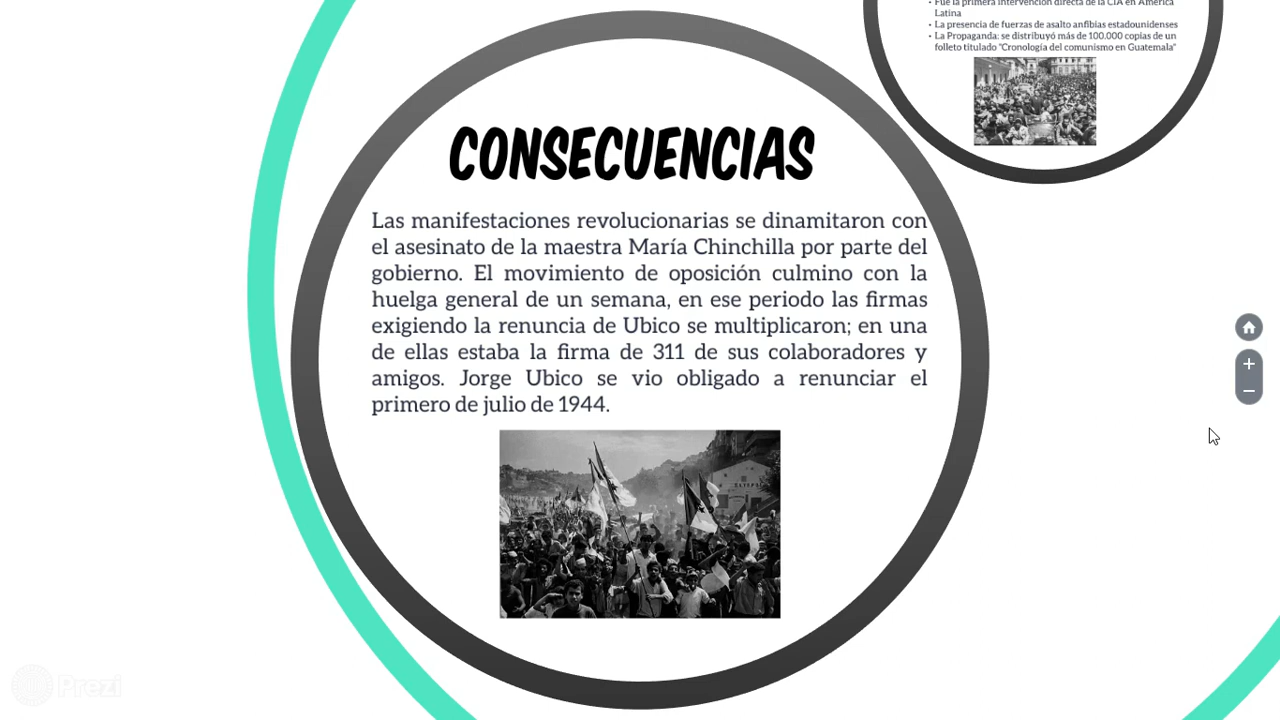 Fue la primera intervención directa de la CIA en América
Latina
• La presencia de fuerzas de asalto anfibias estadounidenses
• La Propaganda: se distribuyó más de 100.000 copias de un
folleto titulado "Cronología del comunismo en Guatemala"
CONSECUENCIAS
Las manifestaciones revolucionarias se dinamitaron con
el asesinato de la maestra María Chinchilla por parte del
gobierno. El movimiento de oposición culmino con la
huelga general de un semana, en ese periodo las firmas
exigiendo la renuncia de Ubico se multiplicaron; en una
de ellas estaba la firma de 311 de sus colaboradores y
amigos. Jorge Ubico se vio obligado a renunciar el
primero de julio de 1944.
Prezi